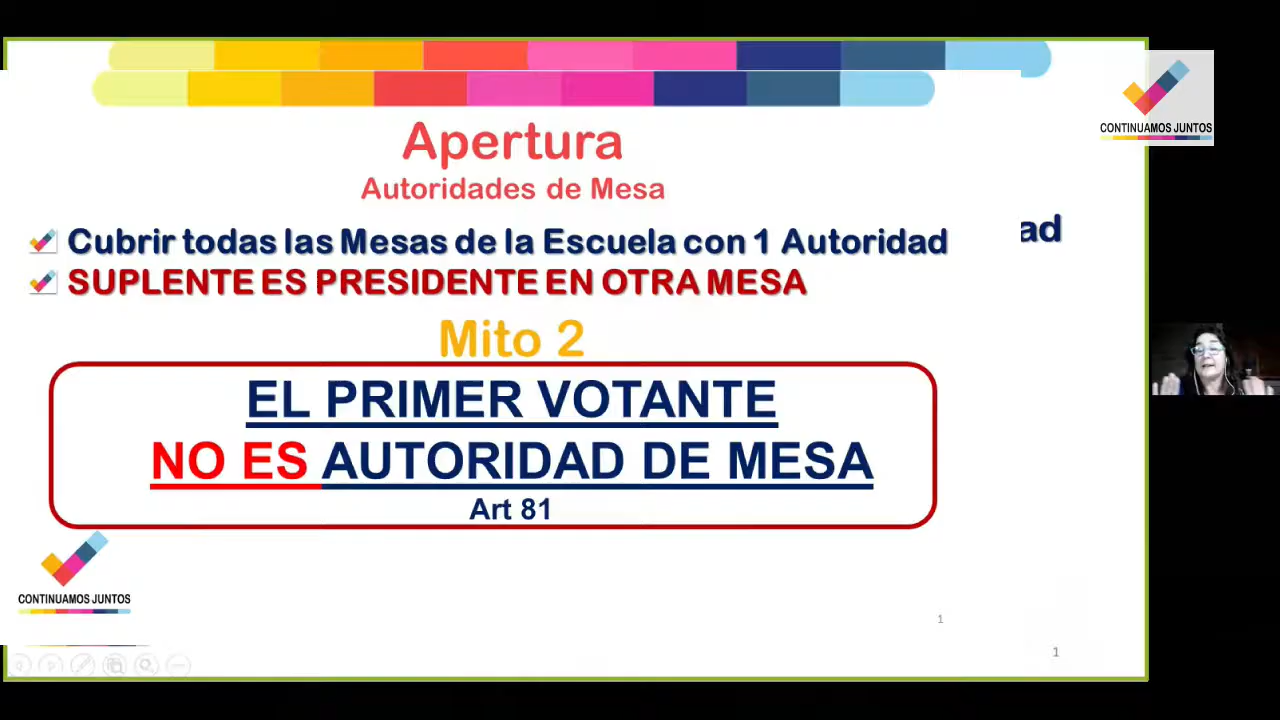 Apertura
Autoridades de Mesa
Cubrir todas las Mesas de la Escuela con 1 Autoridad
ad
SUPLENTE ES PRESIDENTE EN OTRA MESA
Mito 2
EL PRIMER VOTANTE
NO ES AUTORIDAD DE MESA
Art 81
CONTINUAMOS JUNTOS
CONTINUAMOS JUNTOS
1
1